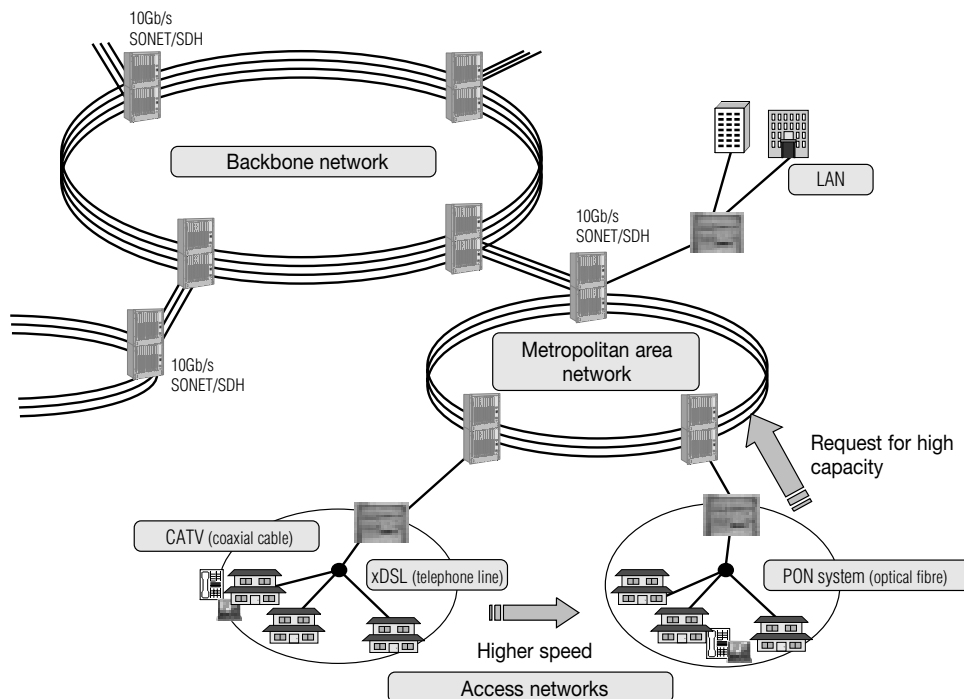 10Gb/s
SONET/SDH
Backbone network
LAN
10Gb/s
SONET/SDH
10Gb/s
SONET/SDH
Metropolitan area
network
Request for high
capacity
CATV (coaxial cable)
xDSL (telephone line)
PON system (optical fibre)
Higher speed
Access networks